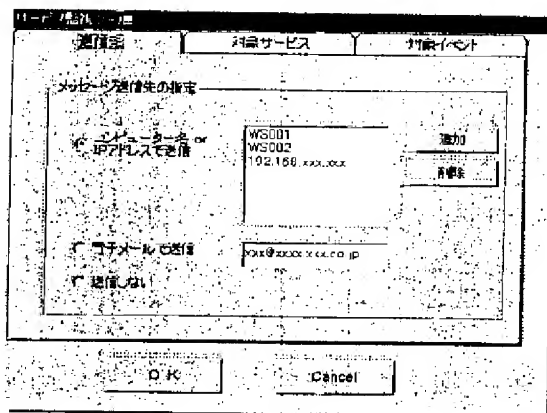 送信先 対象サービス 対象イベント
メッセージ送信先の指定
コンピューター名 or
IPアドレスで送信
WS001
WS002
192.168.xxx.xxx
追加
削除
電子メールで送信
xxx@xxxx.xxx.co.jp
送信しない
OK Cancel